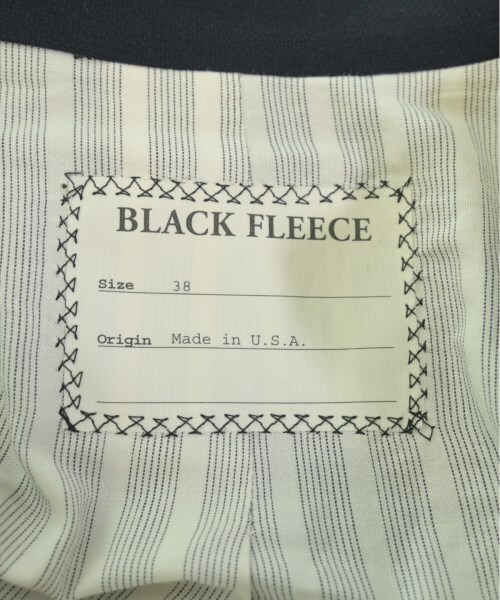 BLACK FLEECE
Size 38
Origin Made in U.S.A.